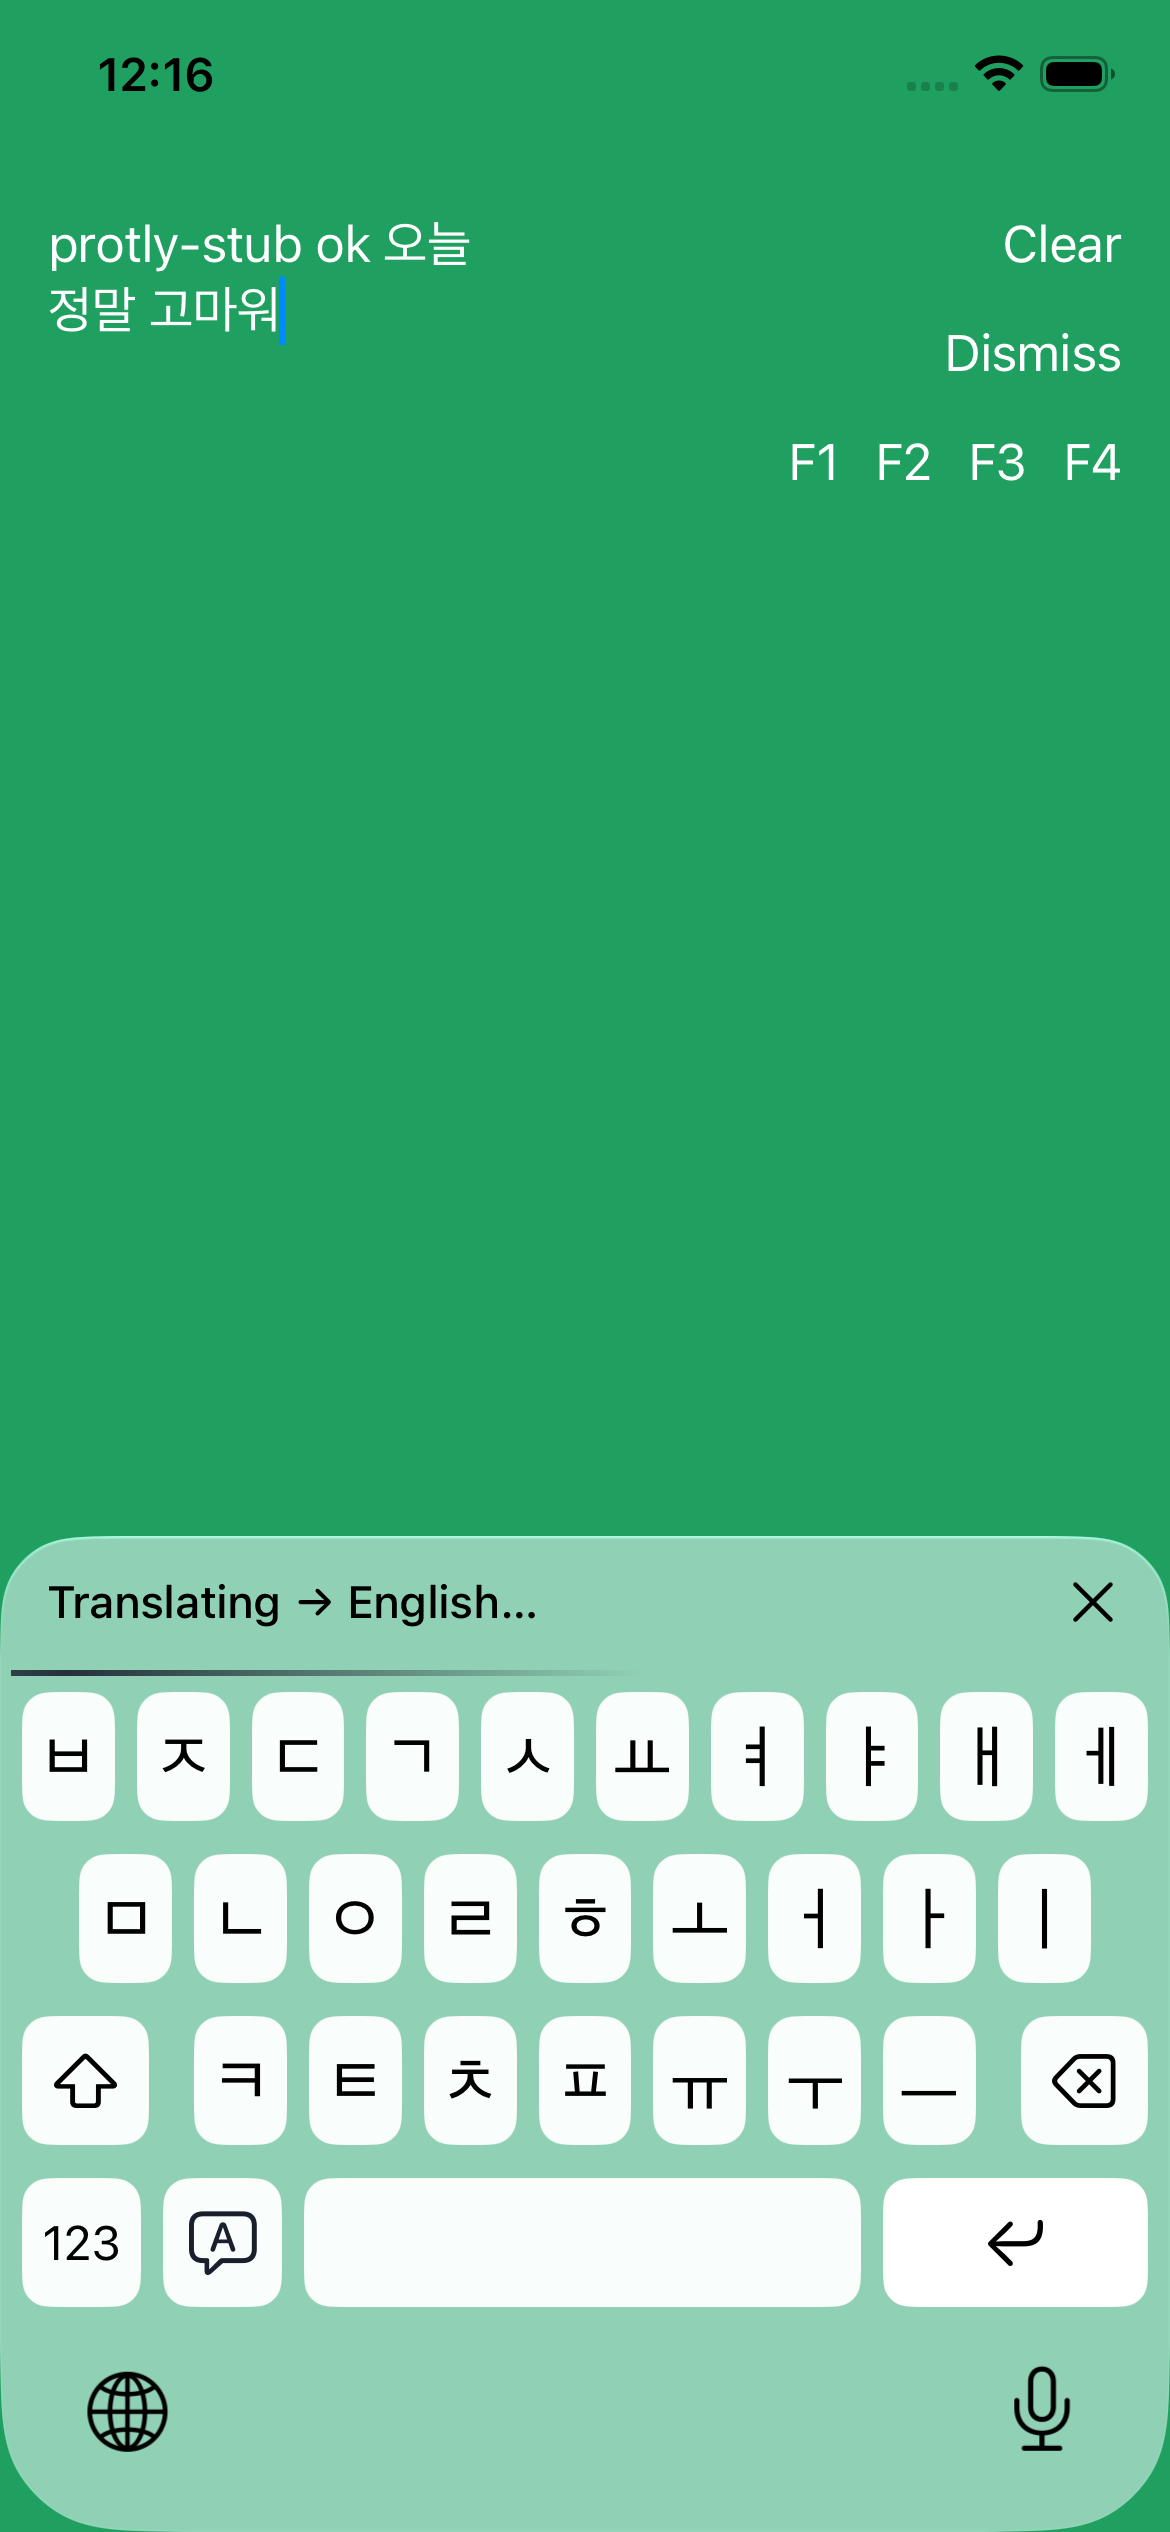 12:16
protly-stub ok 오늘
정말 고마워
Clear
Dismiss
F1 F2 F3 F4
Translating → English...
ㅂ ㅈ ㄷ ㄱ ㅅ ㅛ ㅕ ㅑ ㅐ ㅔ
ㅁ ㄴ ㅇ ㄹ ㅎ ㅗ ㅓ ㅏ ㅣ
ㅋ ㅌ ㅊ ㅍ ㅠ ㅜ ㅡ
123 A